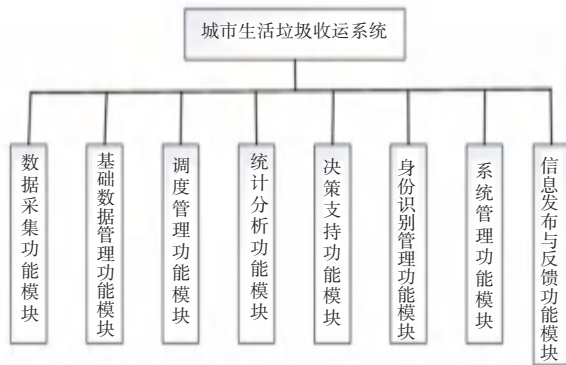 城市生活垃圾收运系统
数据采集功能模块
基础数据管理功能模块
调度管理功能模块
统计分析功能模块
决策支持功能模块
身份识别管理功能模块
系统管理功能模块
信息发布与反馈功能模块